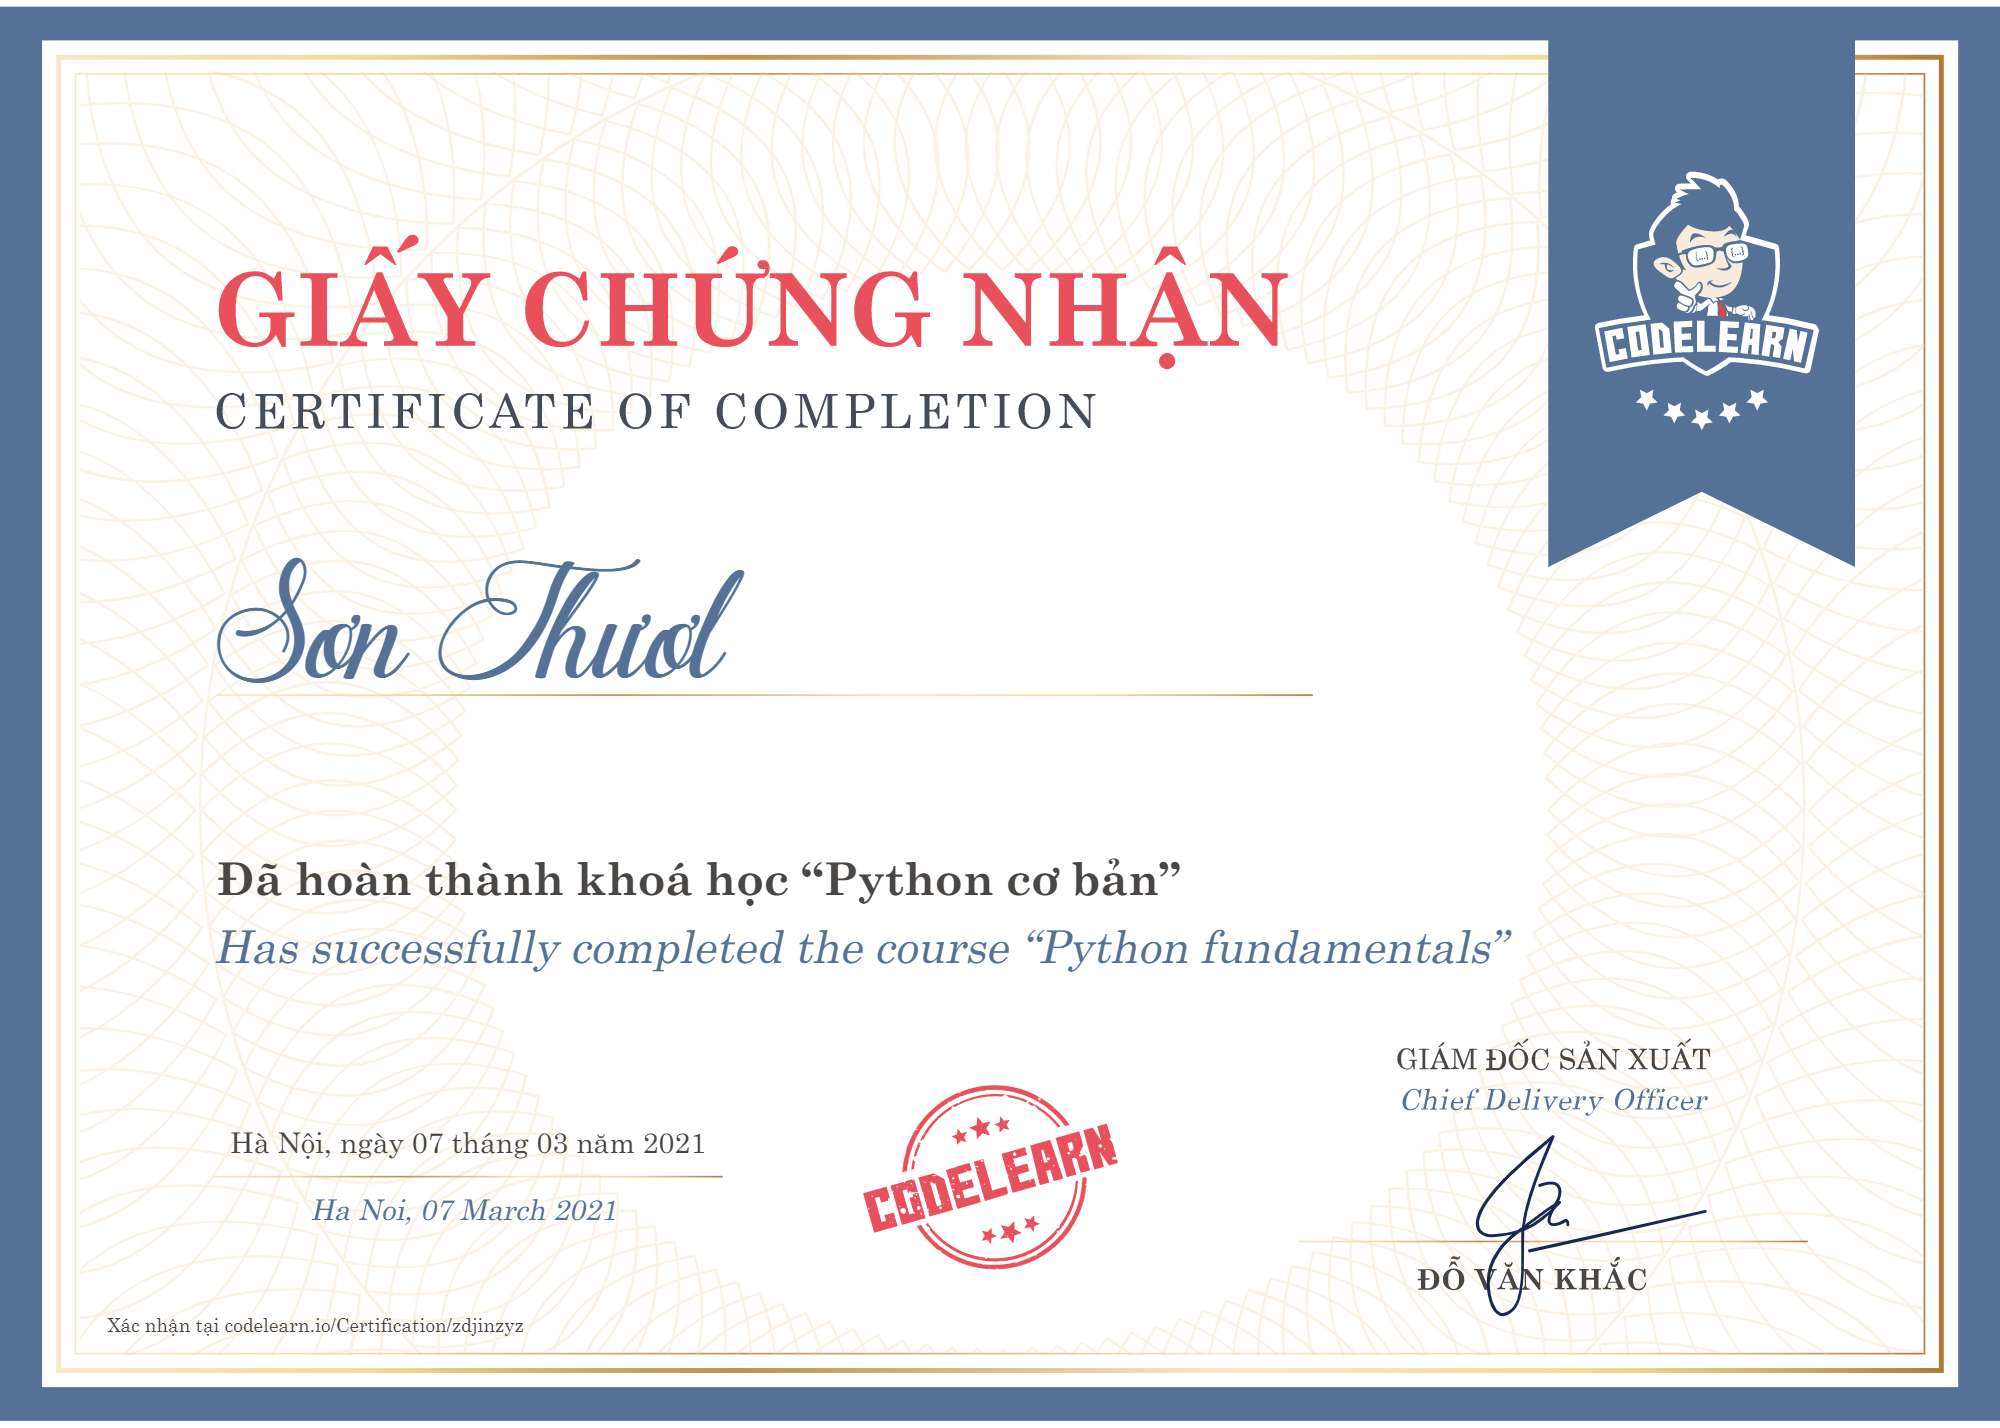 GIẤY CHỨNG NHẬN
CERTIFICATE OF COMPLETION
CODELEARN
Sơn Thươl
Đã hoàn thành khoá học “Python cơ bản”
Has successfully completed the course “Python fundamentals”
GIÁM ĐỐC SẢN XUẤT
Chief Delivery Officer
Hà Nội, ngày 07 tháng 03 năm 2021
Ha Noi, 07 March 2021
CODELEARN
ĐỖ VĂN KHẮC
Xác nhận tại codelearn.io/Certification/zdjinzyz